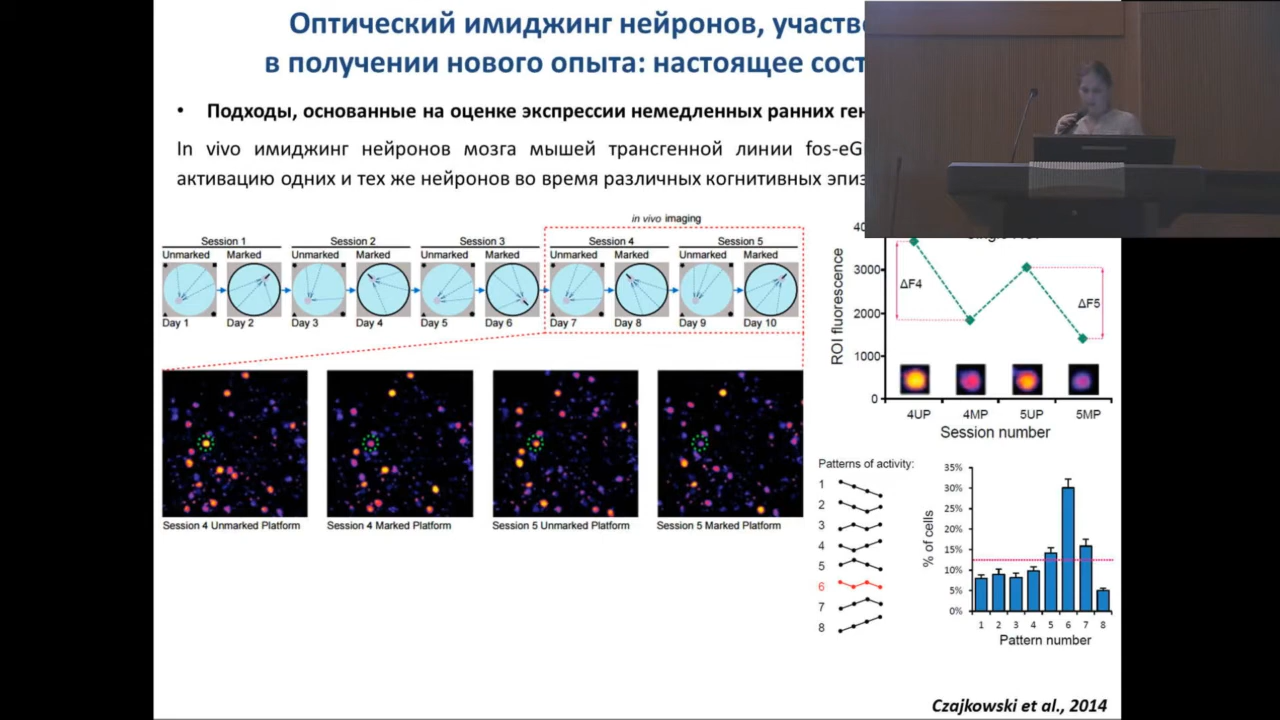 Оптический имиджинг нейронов,
в получении нового опыта: настоящее
• Подходы, основанные на оценке экспрессии немедленных ранних
In vivo имиджинг нейронов мозга мышей трансгенной линии
активацию одних и тех же нейронов во время различных когнитивных
in vivo imaging
Session 1 Session 2 Session 3 Session 4 Session 5
Unmarked Marked Unmarked Marked Unmarked Marked Unmarked Marked Unmarked Marked
Day 1 Day 2 Day 3 Day 4 Day 5 Day 6 Day 7 Day 8 Day 9 Day 10
Session 4 Unmarked Platform Session 4 Marked Platform Session 5 Unmarked Platform Session 5 Marked Platform
ROI fluorescence
3000
2000
1000
0
ΔF4
ΔF5
4UP 4MP 5UP 5MP
Session number
Patterns of activity:
1
2
3
4
5
6
7
8
% of cells
35%
30%
25%
20%
15%
10%
5%
0%
1 2 3 4 5 6 7 8
Pattern number
Czajkowski et al., 2014